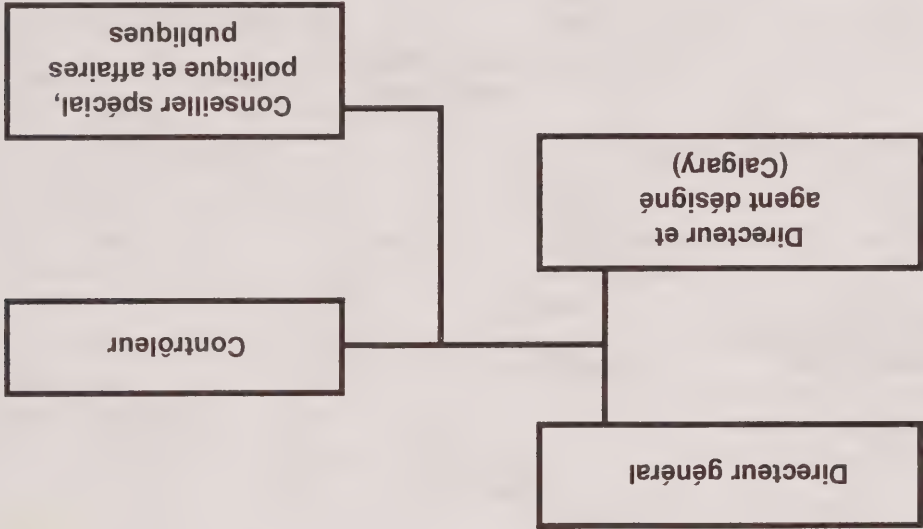 Directeur général
Contrôleur
Directeur et
agent désigné
(Calgary)
Conseiller spécial,
politique et affaires
publiques